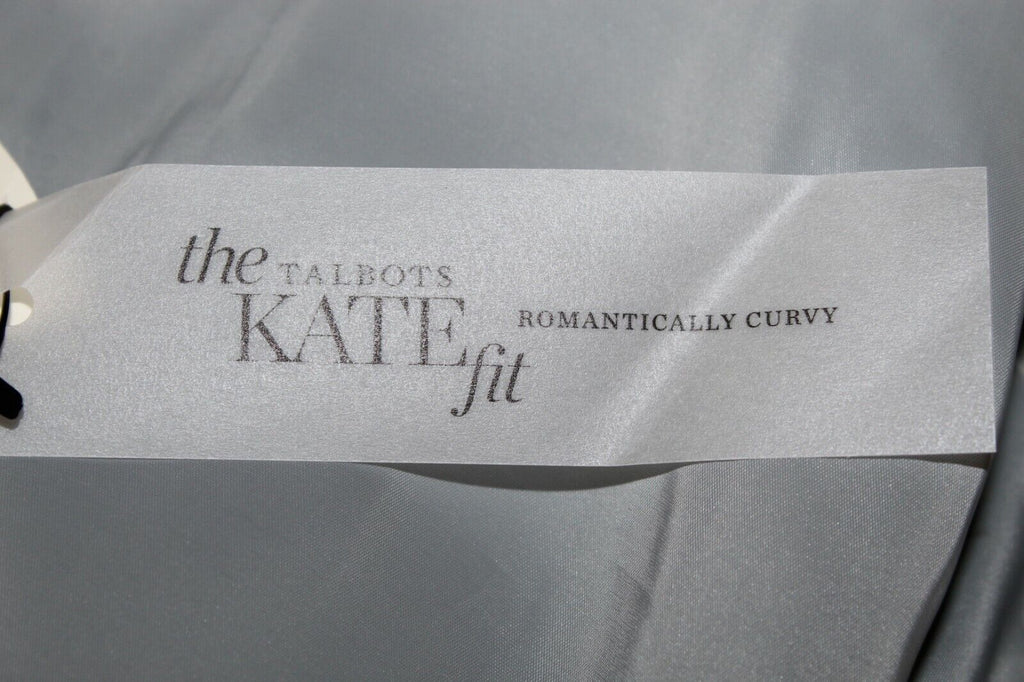 the TALBOTS
KATE ROMANTICALLY CURVY
fit